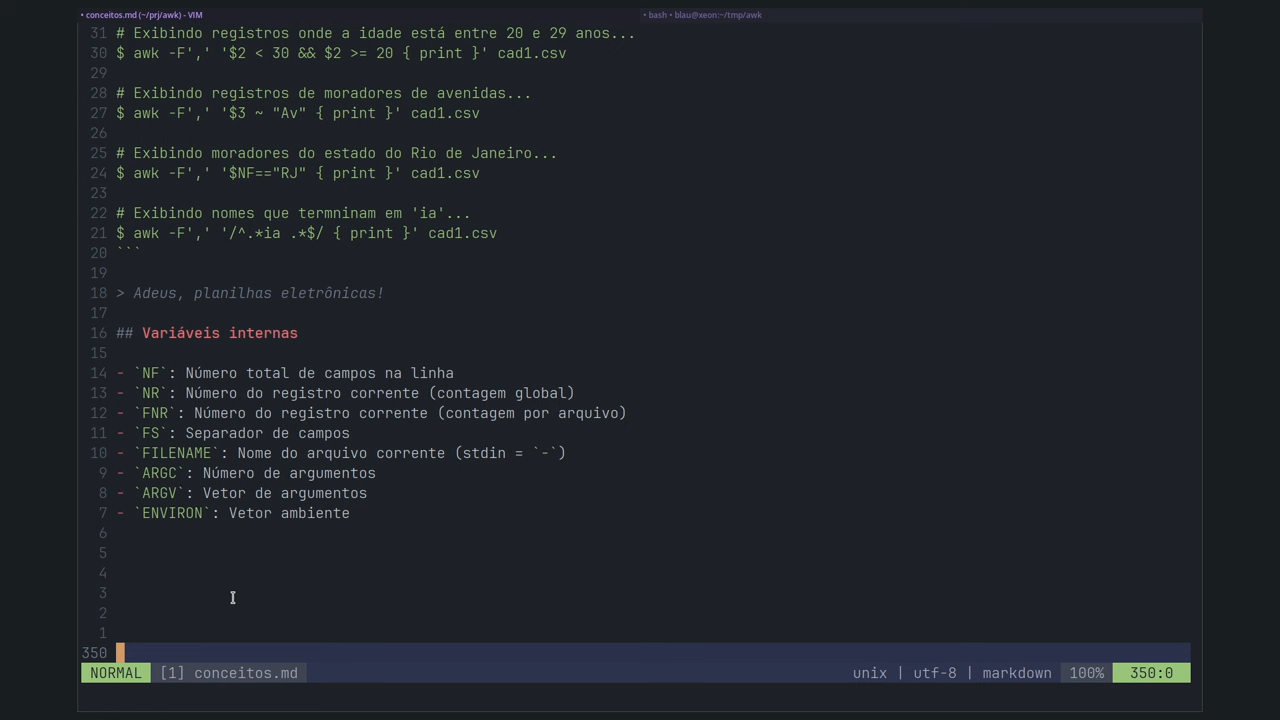 • conceitos.md (~/prj/awk) - VIM • bash • blau@xeon:~/tmp/awk
31 # Exibindo registros onde a idade está entre 20 e 29 anos...
30 $ awk -F',' '$2 < 30 && $2 >= 20 { print }' cad1.csv
29
28 # Exibindo registros de moradores de avenidas...
27 $ awk -F',' '$3 ~ "Av" { print }' cad1.csv
26
25 # Exibindo moradores do estado do Rio de Janeiro...
24 $ awk -F',' '$NF=="RJ" { print }' cad1.csv
23
22 # Exibindo nomes que termninam em 'ia'...
21 $ awk -F',' '/^.*ia .*$/ { print }' cad1.csv
20 ```
19
18 > Adeus, planilhas eletrônicas!
17
16 ## Variáveis internas
15
14 - `NF`: Número total de campos na linha
13 - `NR`: Número do registro corrente (contagem global)
12 - `FNR`: Número do registro corrente (contagem por arquivo)
11 - `FS`: Separador de campos
10 - `FILENAME`: Nome do arquivo corrente (stdin = `-`)
9 - `ARGC`: Número de argumentos
8 - `ARGV`: Vetor de argumentos
7 - `ENVIRON`: Vetor ambiente
6
5
4
3
2
1
350
NORMAL [1] conceitos.md unix | utf-8 | markdown 100% 350:0